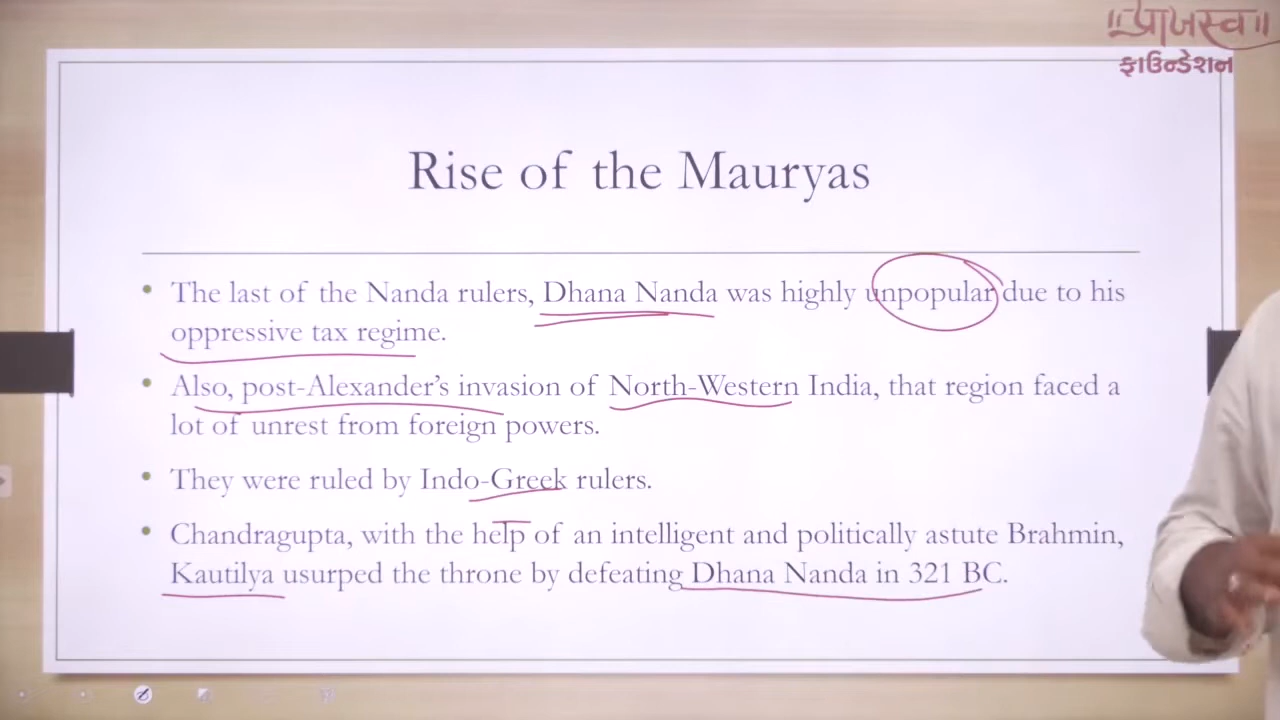 ॥प्राजस्व॥
ફાઉન્ડેશન
Rise of the Mauryas
• The last of the Nanda rulers, Dhana Nanda was highly unpopular due to his
oppressive tax regime.
• Also, post-Alexander’s invasion of North-Western India, that region faced a
lot of unrest from foreign powers.
• They were ruled by Indo-Greek rulers.
• Chandragupta, with the help of an intelligent and politically astute Brahmin,
Kautilya usurped the throne by defeating Dhana Nanda in 321 BC.